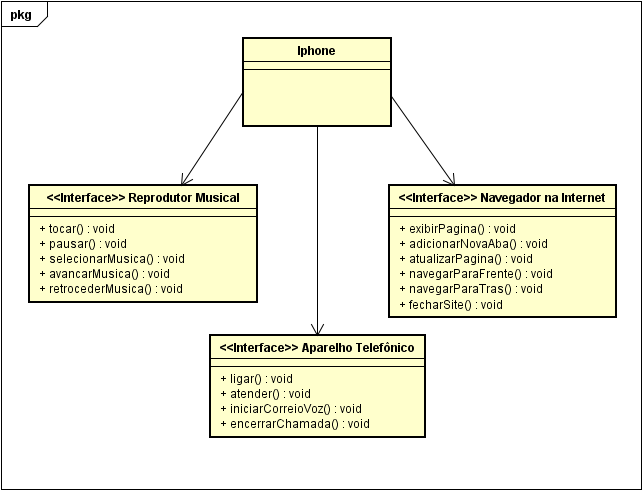 pkg
Iphone
<<Interface>> Reprodutor Musical
+ tocar() : void
+ pausar() : void
+ selecionarMusica() : void
+ avancarMusica() : void
+ retrocederMusica() : void
<<Interface>> Navegador na Internet
+ exibirPagina() : void
+ adicionarNovaAba() : void
+ atualizarPagina() : void
+ navegarParaFrente() : void
+ navegarParaTras() : void
+ fecharSite() : void
<<Interface>> Aparelho Telefônico
+ ligar() : void
+ atender() : void
+ iniciarCorreioVoz() : void
+ encerrarChamada() : void